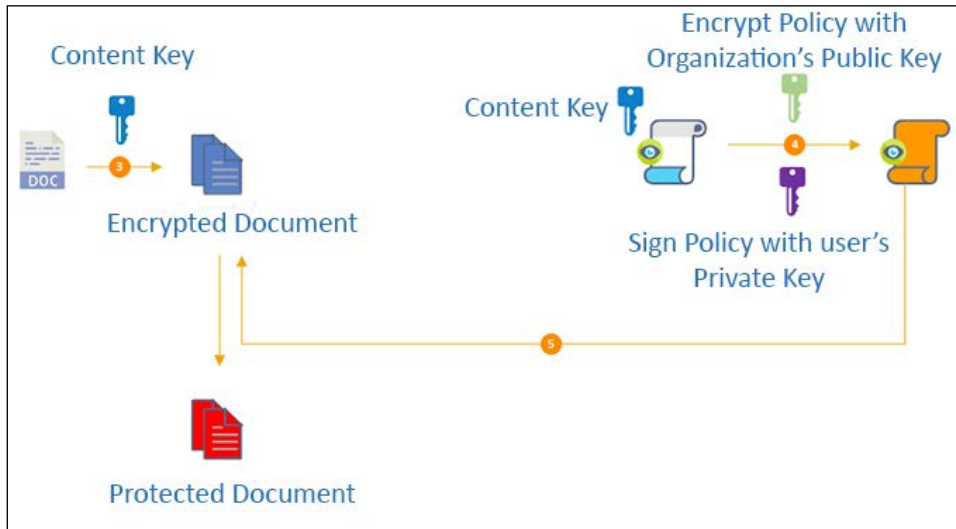 Encrypt Policy with
Organization's Public Key
Content Key
Content Key
3
DOC
4
Encrypted Document
Sign Policy with user's
Private Key
5
Protected Document